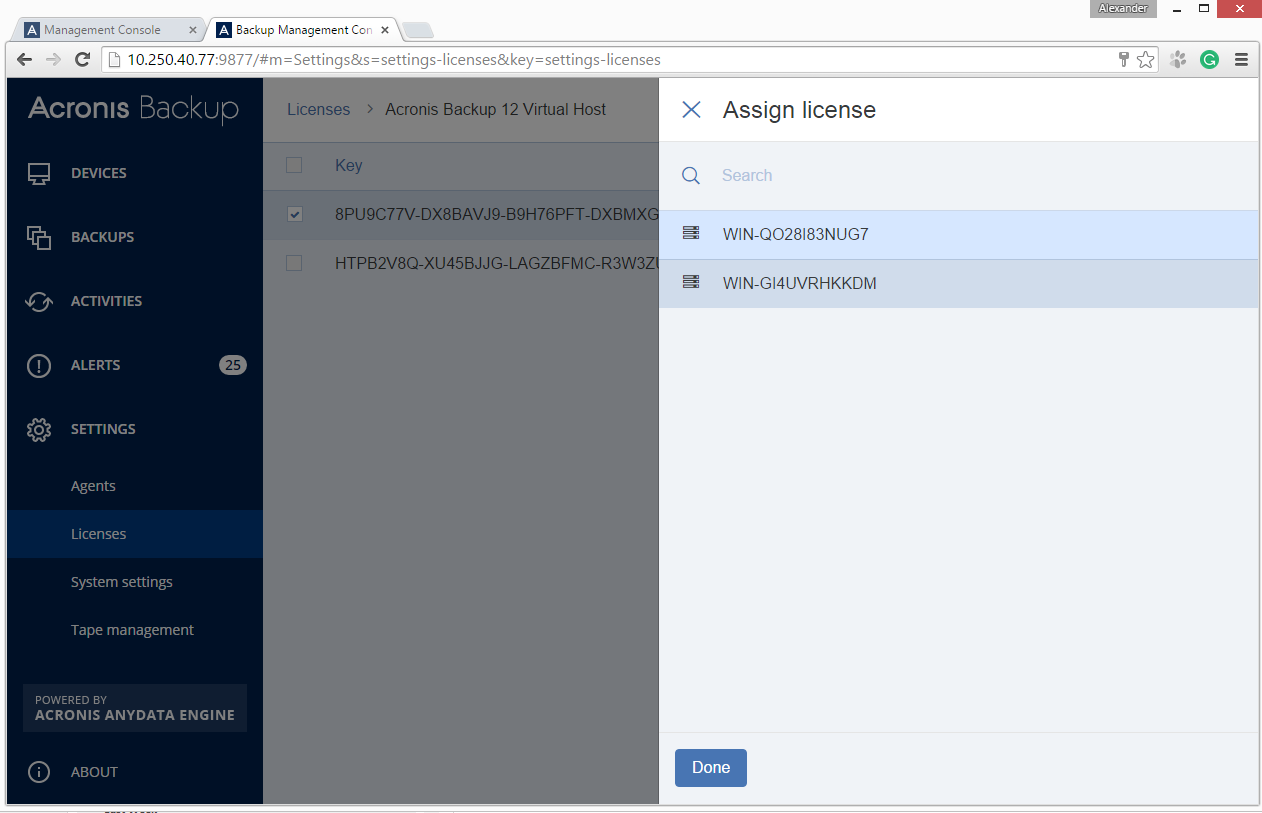 Alexander
Management Console
Backup Management Con
10.250.40.77:9877/#m=Settings&s=settings-licenses&key=settings-licenses
Acronis Backup
DEVICES
BACKUPS
ACTIVITIES
ALERTS 25
SETTINGS
Agents
Licenses
System settings
Tape management
POWERED BY
ACRONIS ANYDATA ENGINE
ABOUT
Licenses > Acronis Backup 12 Virtual Host
Key
8PU9C77V-DX8BAVJ9-B9H76PFT-DXBMXG
HTPB2V8Q-XU45BJJG-LAGZBFMC-R3W3ZU
Assign license
Search
WIN-QO28I83NUG7
WIN-GI4UVRHKKDM
Done